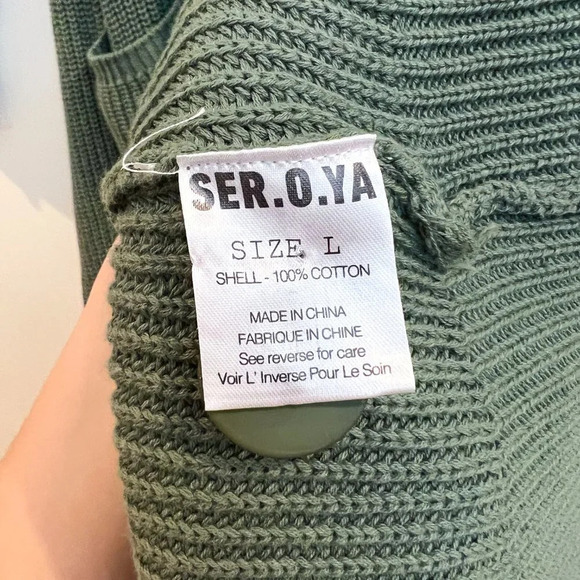 SER.O.YA
SIZE L
SHELL - 100% COTTON
MADE IN CHINA
FABRIQUE IN CHINE
See reverse for care
Voir L' Inverse Pour Le Soin